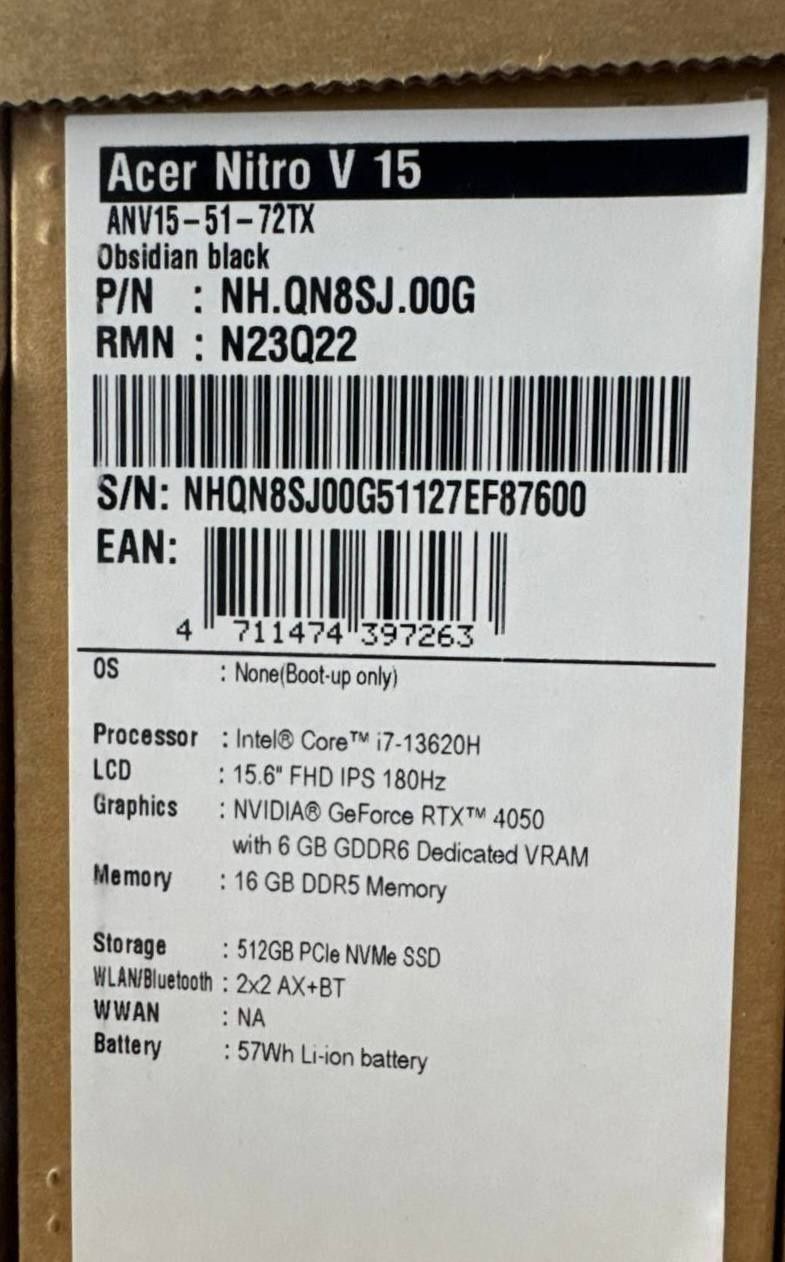 Acer Nitro V 15
ANV15-51-72TX
Obsidian black
P/N : NH.QN8SJ.00G
RMN : N23Q22
S/N: NHQN8SJ00G51127EF87600
EAN:
4 711474 397263
OS : None(Boot-up only)
Processor : Intel® Core™ i7-13620H
LCD : 15.6" FHD IPS 180Hz
Graphics : NVIDIA® GeForce RTX™ 4050
with 6 GB GDDR6 Dedicated VRAM
Memory : 16 GB DDR5 Memory
Storage : 512GB PCIe NVMe SSD
WLAN/Bluetooth : 2x2 AX+BT
WWAN : NA
Battery : 57Wh Li-ion battery